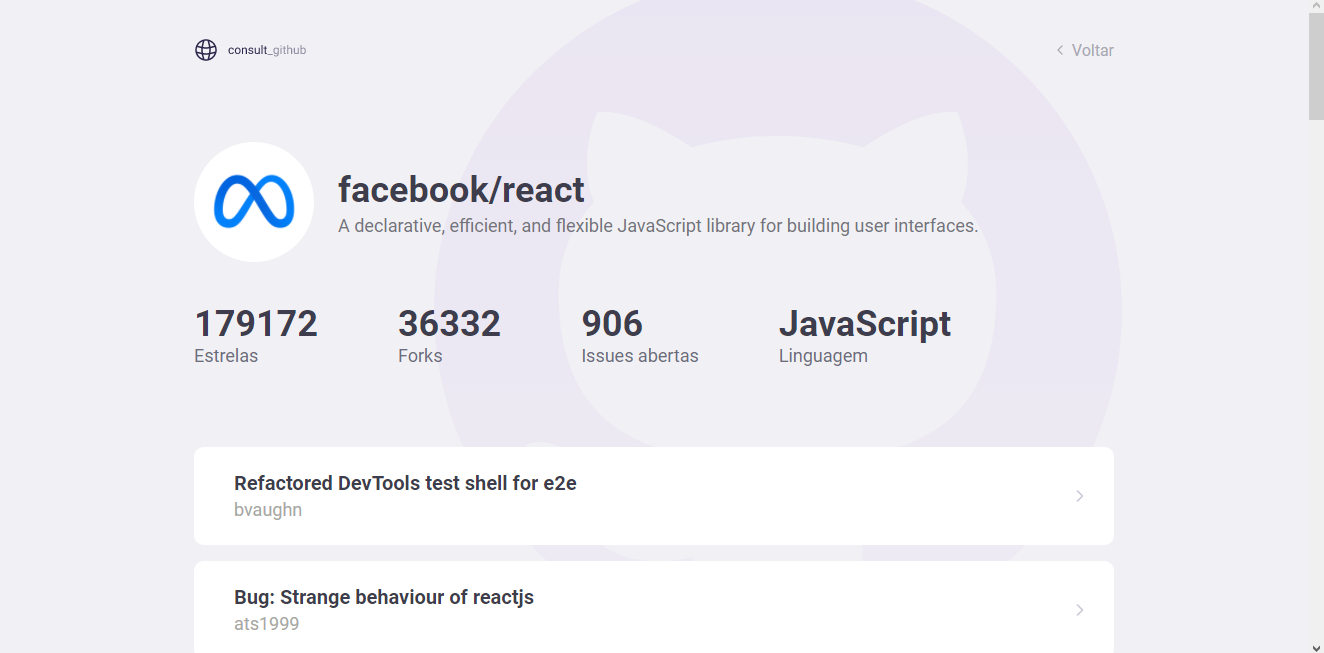 consult_github
Voltar
facebook/react
A declarative, efficient, and flexible JavaScript library for building user interfaces.
179172
Estrelas
36332
Forks
906
Issues abertas
JavaScript
Linguagem
Refactored DevTools test shell for e2e
bvaughn
Bug: Strange behaviour of reactjs
ats1999